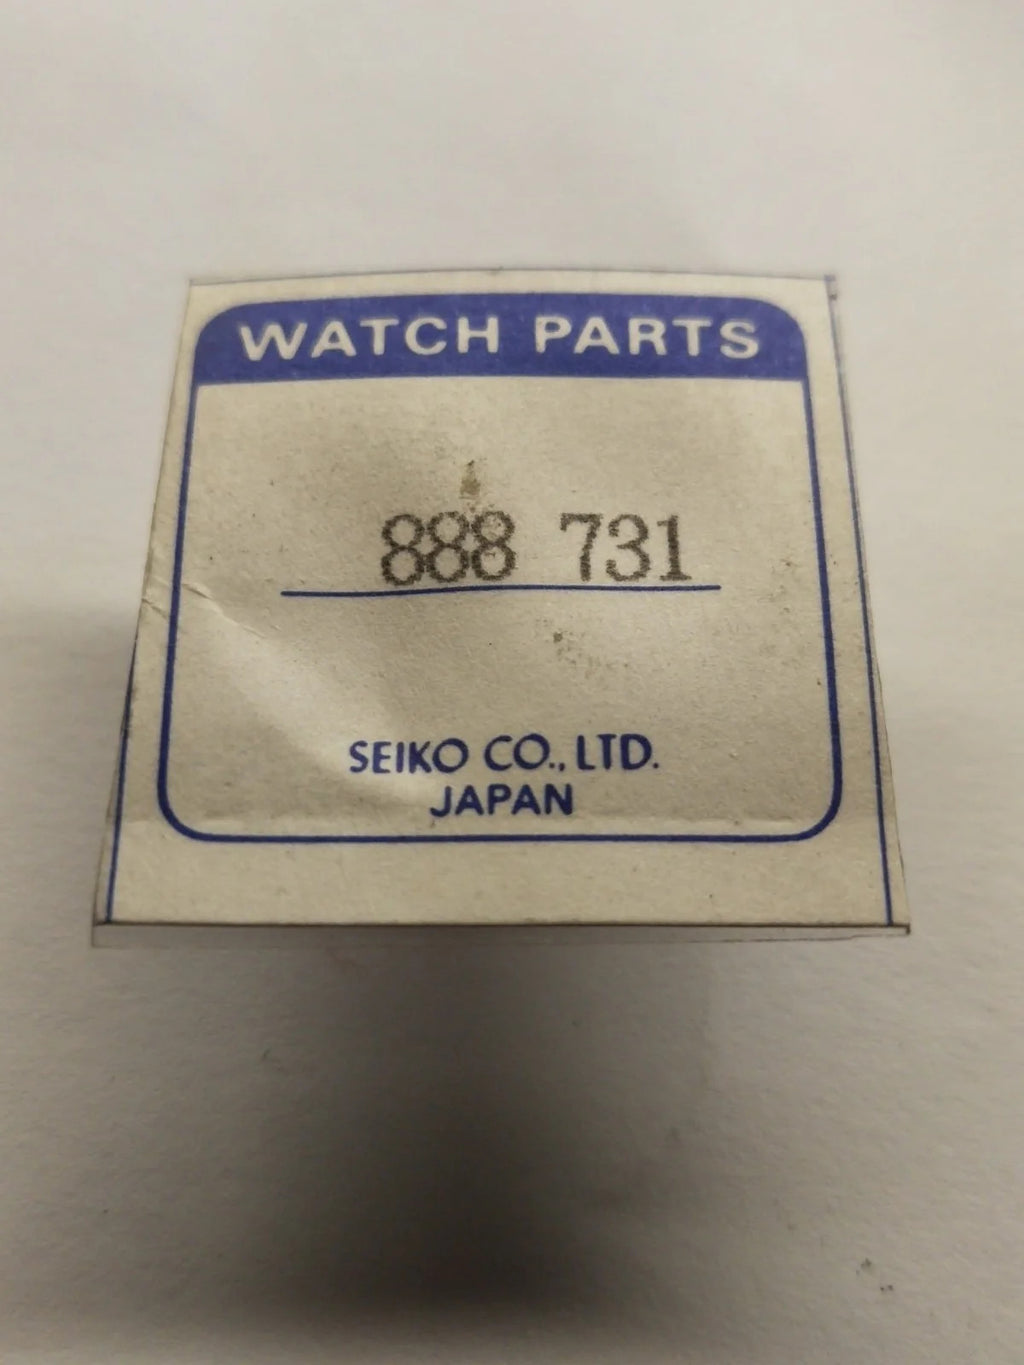 WATCH PARTS
888 731
SEIKO CO., LTD.
JAPAN